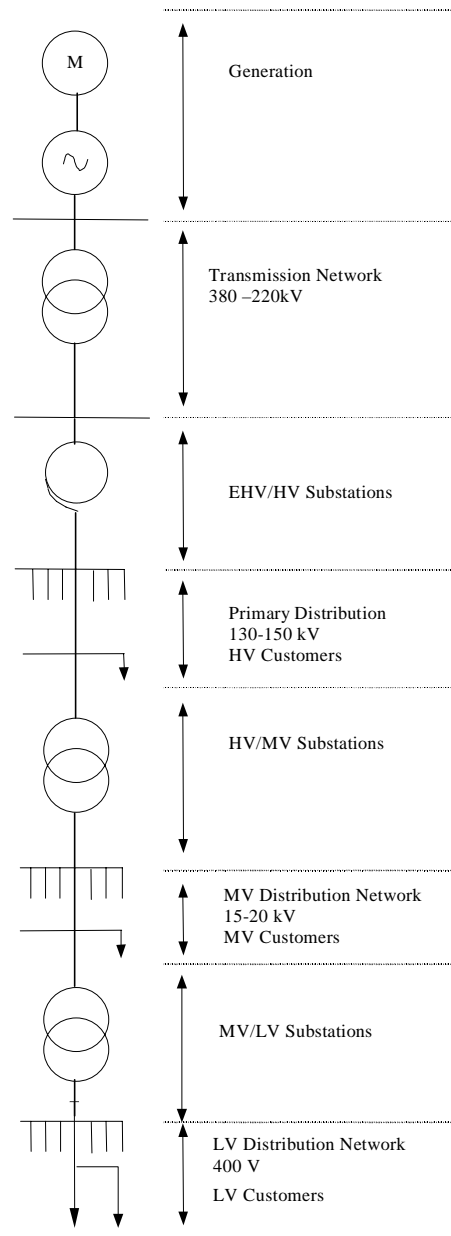 M
Generation
Transmission Network
380 –220kV
EHV/HV Substations
Primary Distribution
130-150 kV
HV Customers
HV/MV Substations
MV Distribution Network
15-20 kV
MV Customers
MV/LV Substations
LV Distribution Network
400 V
LV Customers